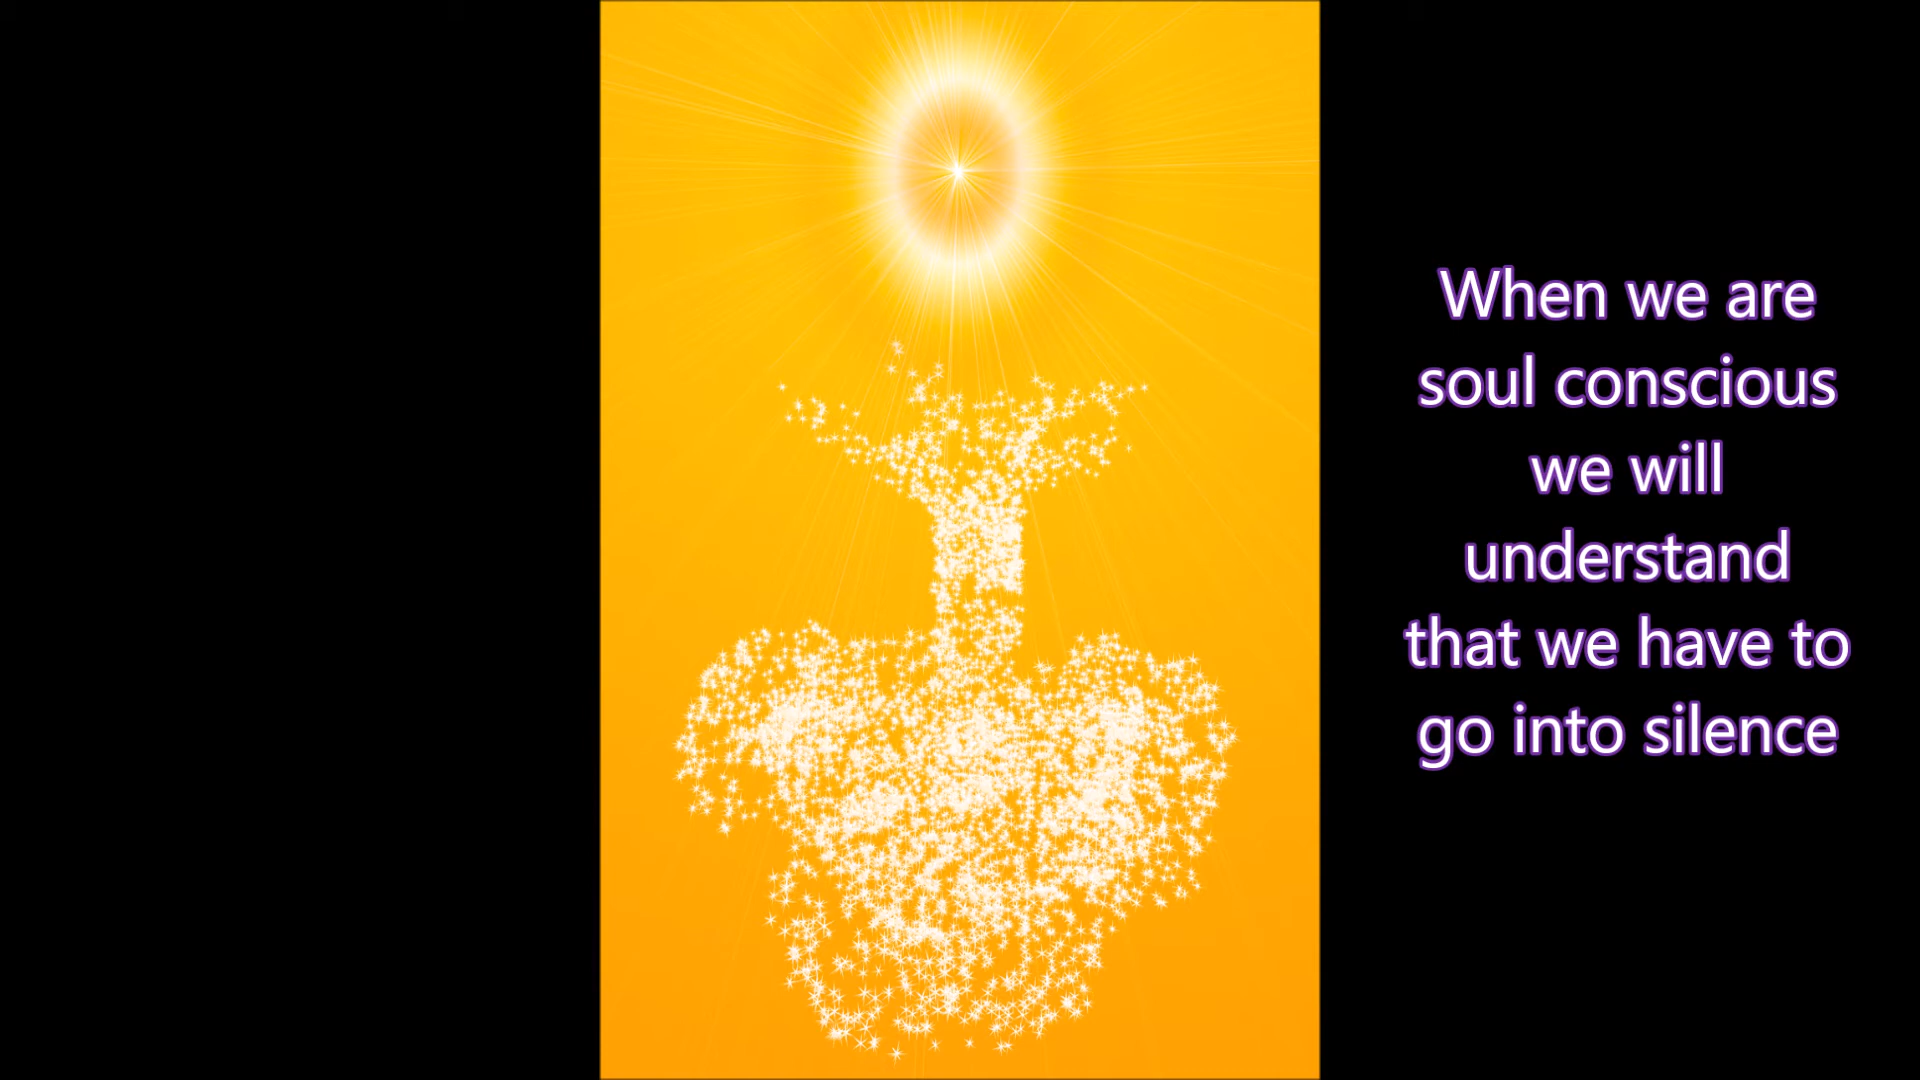 When we are
soul conscious
we will
understand
that we have to
go into silence